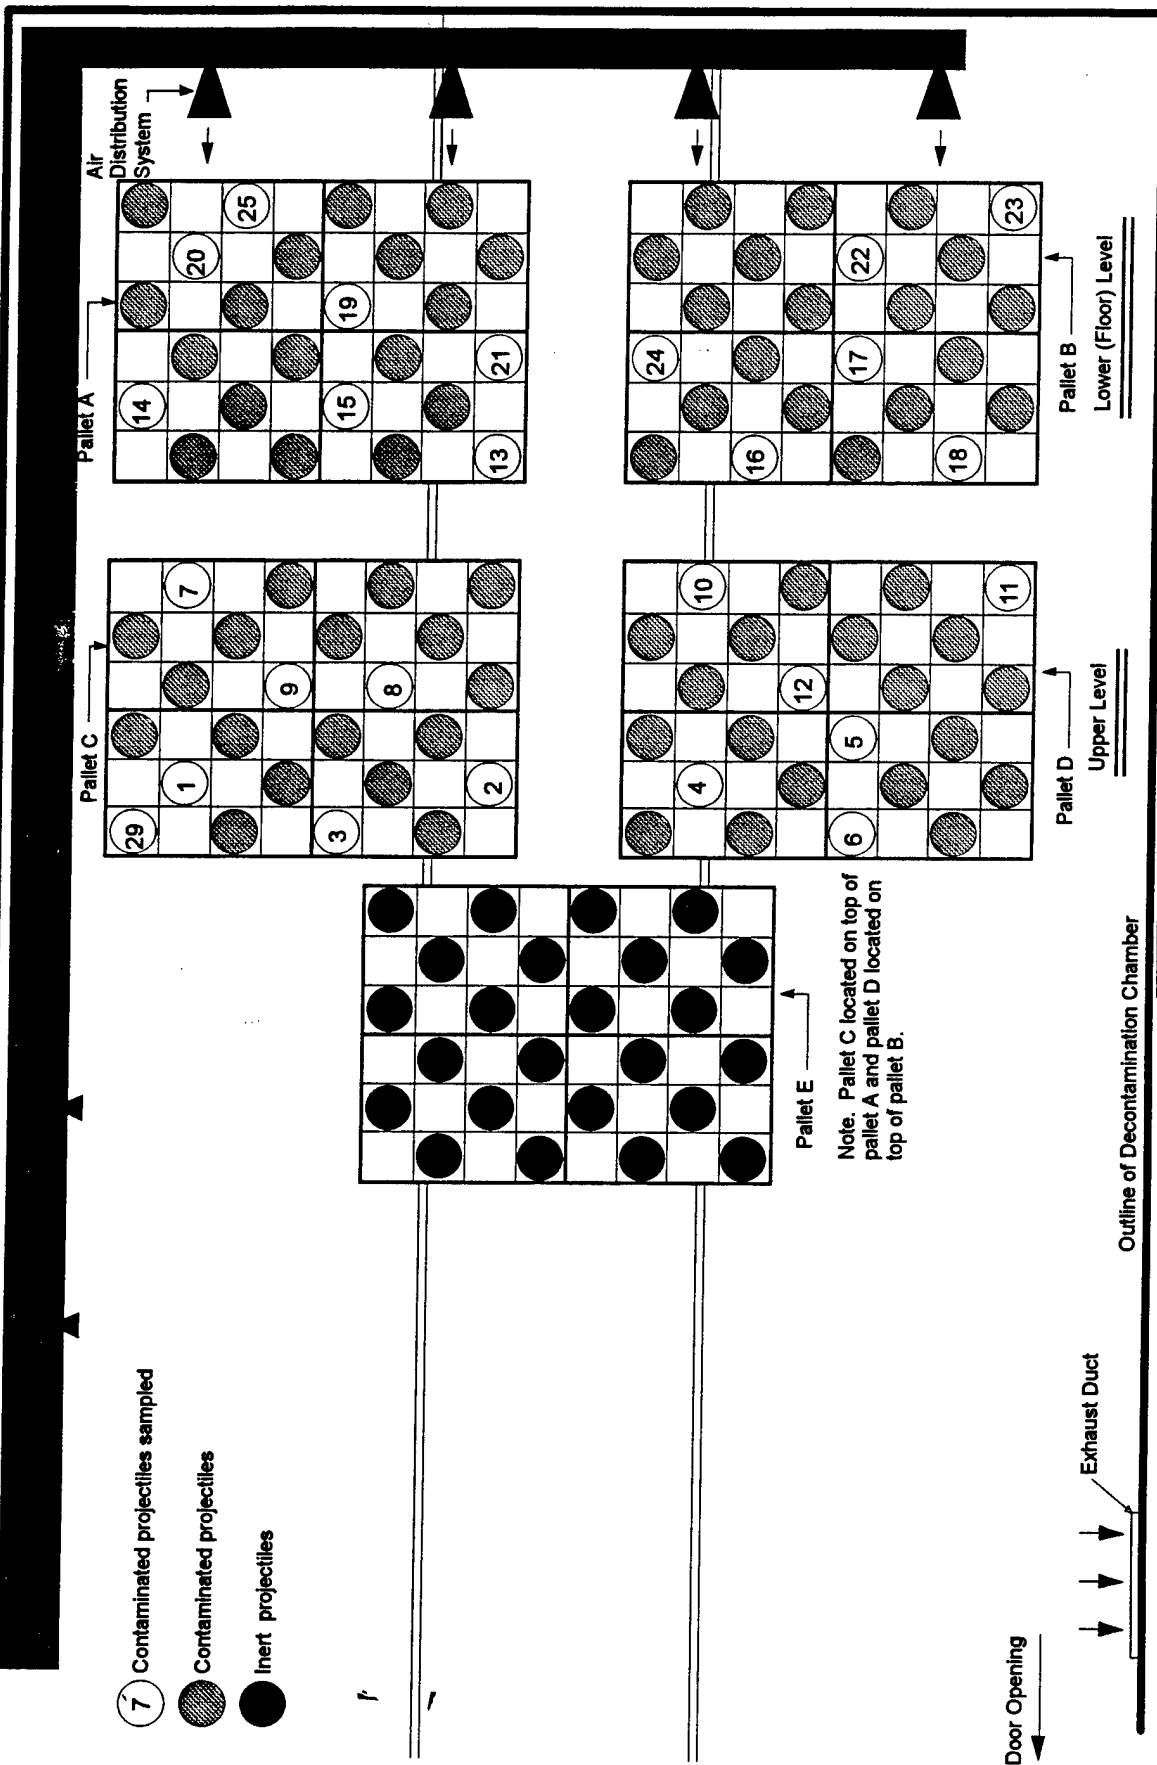 7 Contaminated projectiles sampled
Contaminated projectiles
Inert projectiles
Pallet C
29
1 7
9
3
8
2
Pallet A
14
20
25
15 19
13 21
Air
Distribution
System
Pallet E
Note. Pallet C located on top of
pallet A and pallet D located on
top of pallet B.
4 10
12
6 5
11
Pallet D
Upper Level
24
16
17 22
18
23
Pallet B
Lower (Floor) Level
Door Opening
Exhaust Duct
Outline of Decontamination Chamber